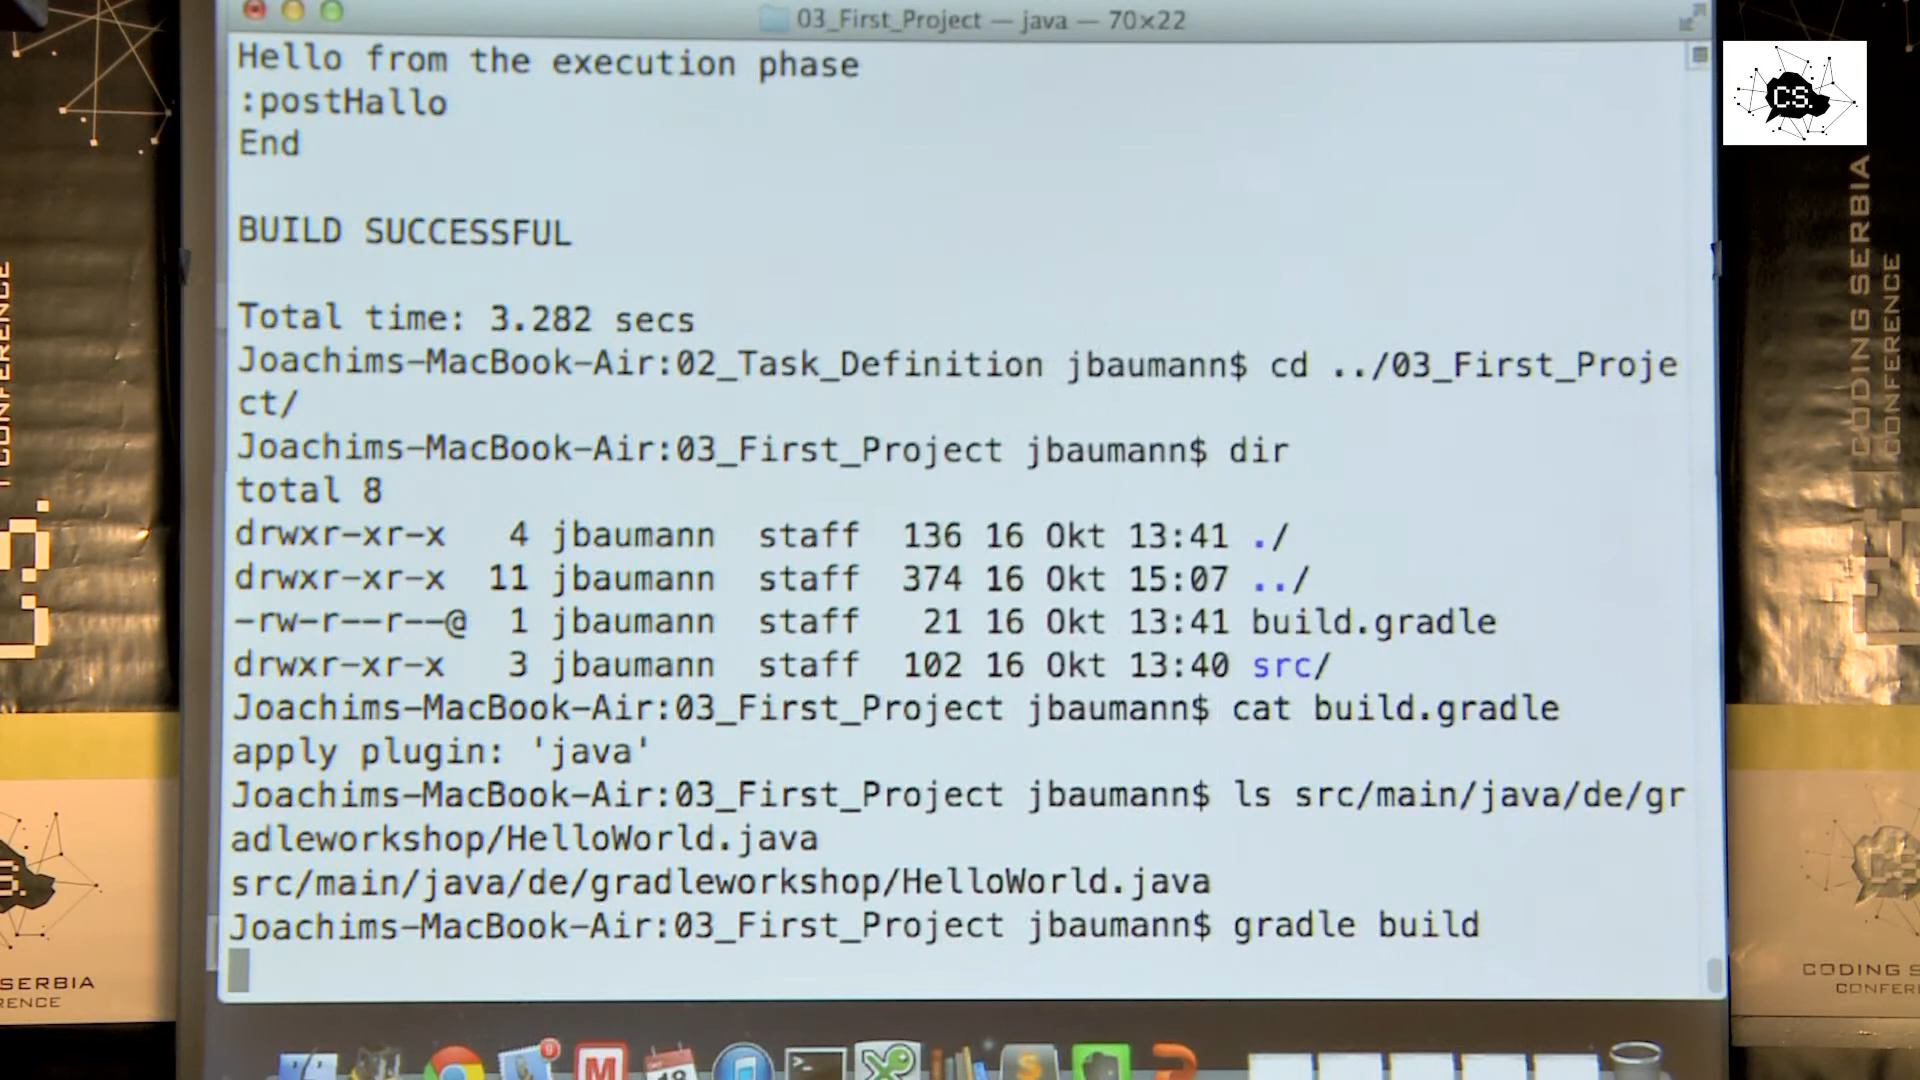 03_First_Project — java — 70×22
Hello from the execution phase
:postHallo
End
BUILD SUCCESSFUL
Total time: 3.282 secs
Joachims-MacBook-Air:02_Task_Definition jbaumann$ cd ../03_First_Proje
ct/
Joachims-MacBook-Air:03_First_Project jbaumann$ dir
total 8
drwxr-xr-x   4 jbaumann  staff  136 16 Okt 13:41 ./
drwxr-xr-x  11 jbaumann  staff  374 16 Okt 15:07 ../
-rw-r--r--@  1 jbaumann  staff   21 16 Okt 13:41 build.gradle
drwxr-xr-x   3 jbaumann  staff  102 16 Okt 13:40 src/
Joachims-MacBook-Air:03_First_Project jbaumann$ cat build.gradle
apply plugin: 'java'
Joachims-MacBook-Air:03_First_Project jbaumann$ ls src/main/java/de/gr
adleworkshop/HelloWorld.java
src/main/java/de/gradleworkshop/HelloWorld.java
Joachims-MacBook-Air:03_First_Project jbaumann$ gradle build
CS.
CODING SERBIA
CONFERENCE
CONFERENCE
SERBIA
RENCE
CODING S
CONFER